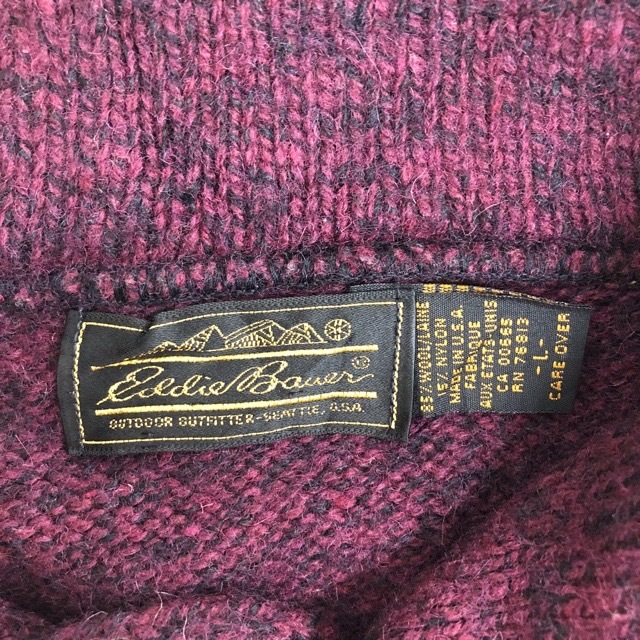 Eddie Bauer
OUTDOOR OUTFITTER-SEATTLE, U.S.A.
85% WOOL/LAINE
15% NYLON
MADE IN U.S.A.
FABRIQUE
AUX ETATS-UNIS
CA 00665
RN 76813
-L-
CARE OVER